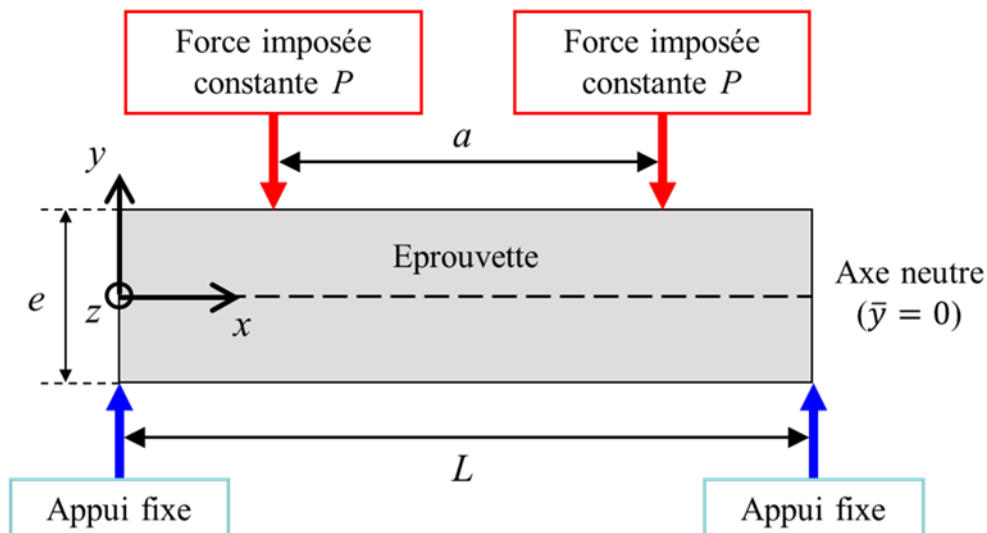 Force imposée
constante P
Force imposée
constante P
a
y
Eprouvette
e
z
x
Axe neutre
(ȳ = 0)
L
Appui fixe
Appui fixe